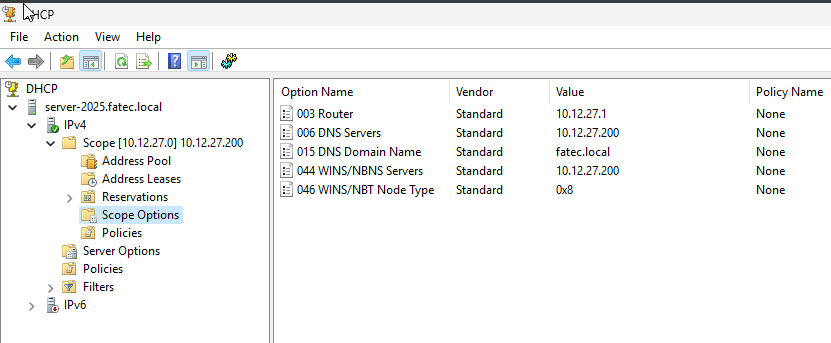 DHCP
File Action View Help
DHCP
server-2025.fatec.local
IPv4
Scope [10.12.27.0] 10.12.27.200
Address Pool
Address Leases
Reservations
Scope Options
Policies
Server Options
Policies
Filters
IPv6
Option Name Vendor Value Policy Name
003 Router Standard 10.12.27.1 None
006 DNS Servers Standard 10.12.27.200 None
015 DNS Domain Name Standard fatec.local None
044 WINS/NBNS Servers Standard 10.12.27.200 None
046 WINS/NBT Node Type Standard 0x8 None